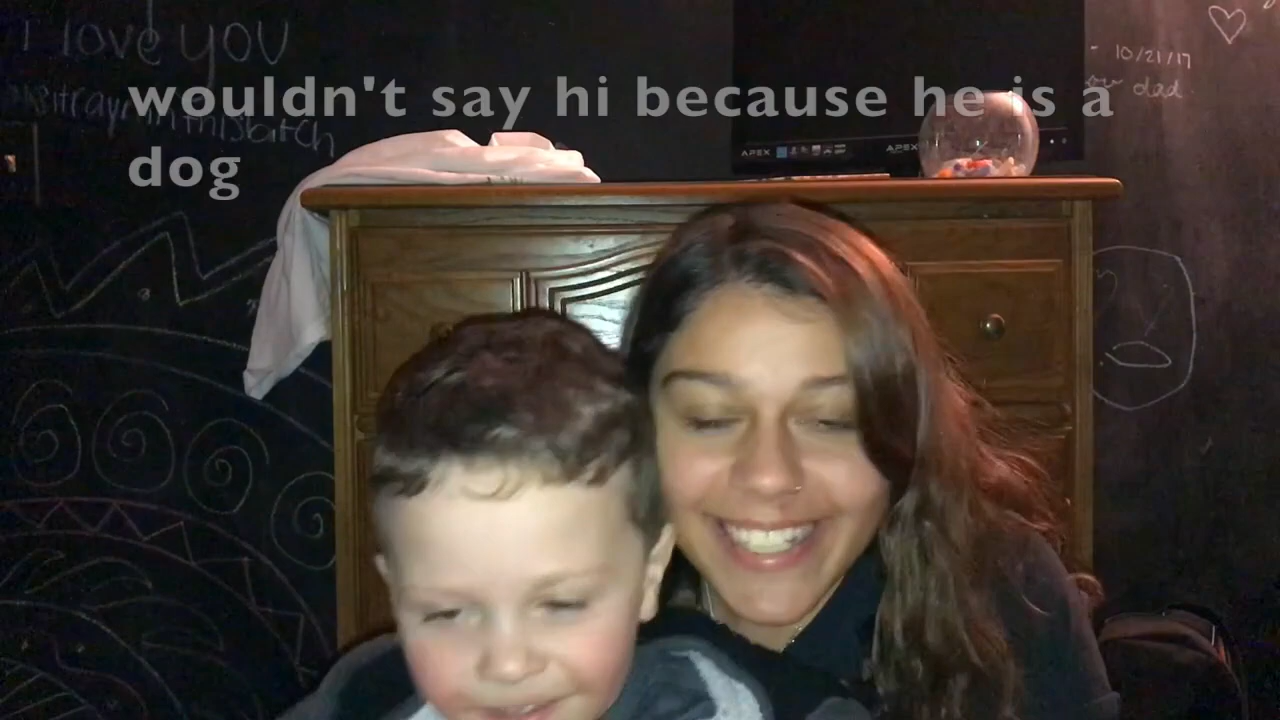 I love you
wouldn't say hi because he is a
dog
- 10/21/17
dad
APEX
APEX